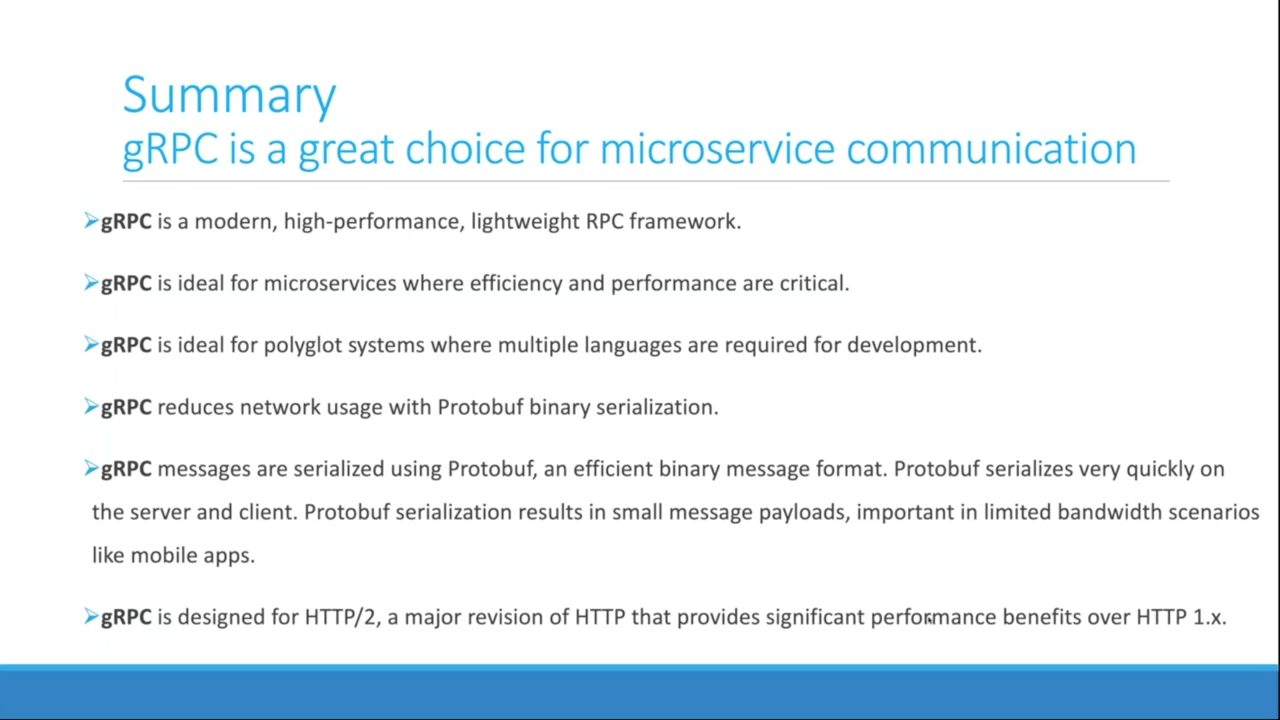 Summary
gRPC is a great choice for microservice communication
➢gRPC is a modern, high-performance, lightweight RPC framework.
➢gRPC is ideal for microservices where efficiency and performance are critical.
➢gRPC is ideal for polyglot systems where multiple languages are required for development.
➢gRPC reduces network usage with Protobuf binary serialization.
➢gRPC messages are serialized using Protobuf, an efficient binary message format. Protobuf serializes very quickly on
the server and client. Protobuf serialization results in small message payloads, important in limited bandwidth scenarios
like mobile apps.
➢gRPC is designed for HTTP/2, a major revision of HTTP that provides significant performance benefits over HTTP 1.x.